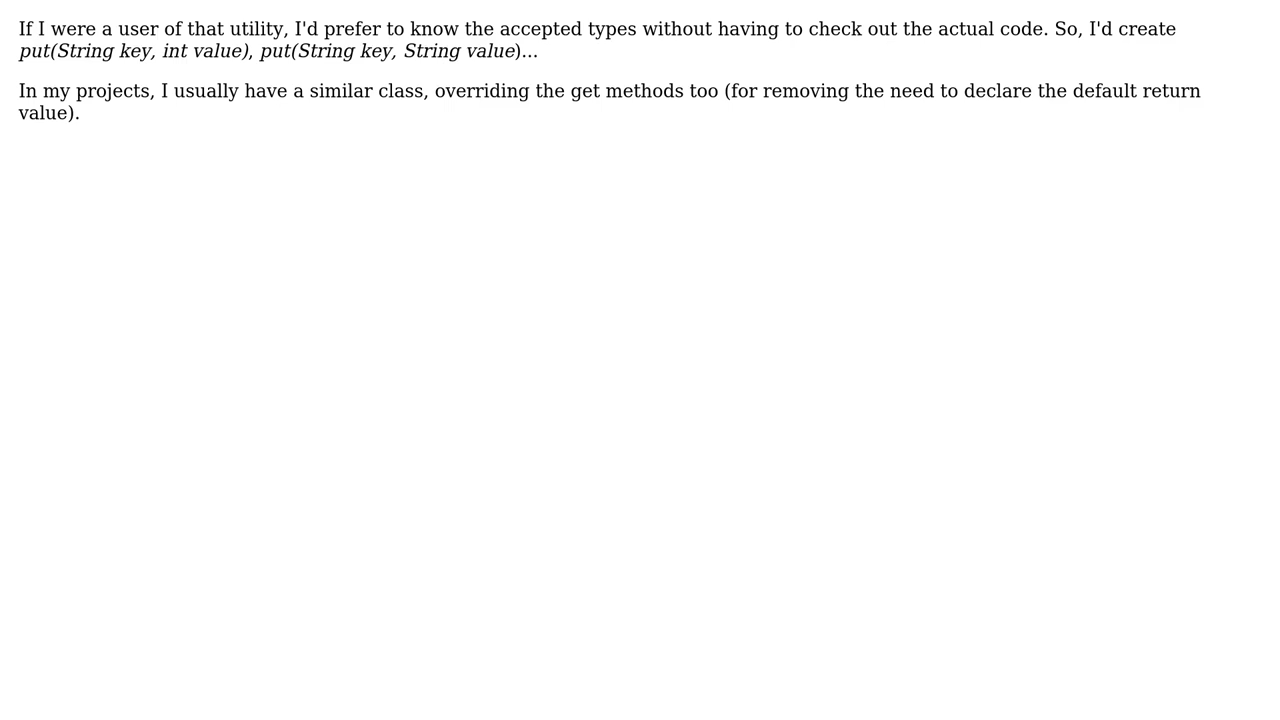 If I were a user of that utility, I'd prefer to know the accepted types without having to check out the actual code. So, I'd create
put(String key, int value), put(String key, String value)...
In my projects, I usually have a similar class, overriding the get methods too (for removing the need to declare the default return
value).